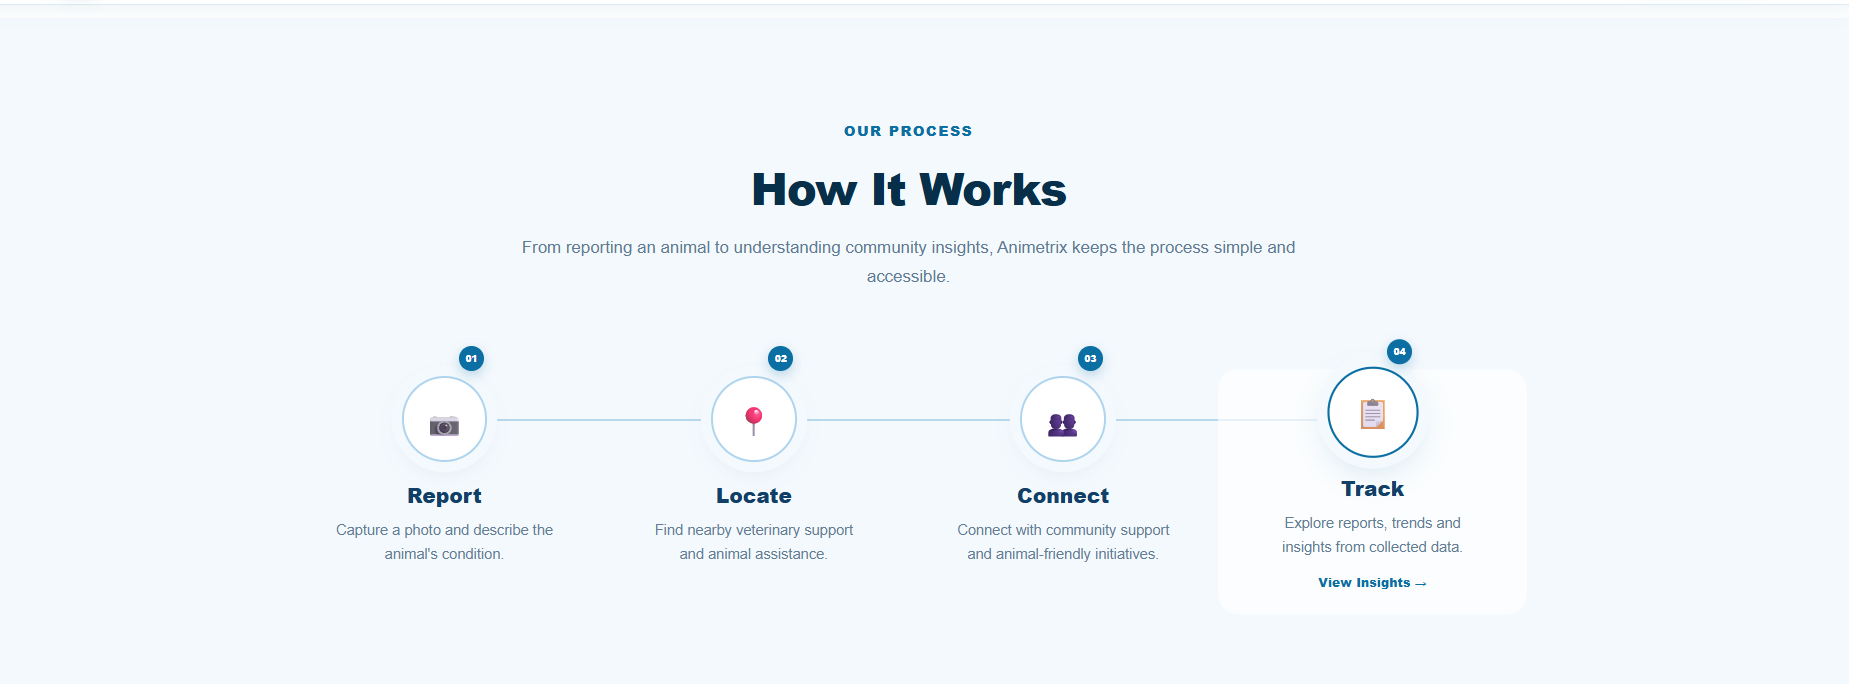 OUR PROCESS
How It Works
From reporting an animal to understanding community insights, Animetrix keeps the process simple and
accessible.
01
02
03
04
Report
Locate
Connect
Track
Capture a photo and describe the
animal's condition.
Find nearby veterinary support
and animal assistance.
Connect with community support
and animal-friendly initiatives.
Explore reports, trends and
insights from collected data.
View Insights →